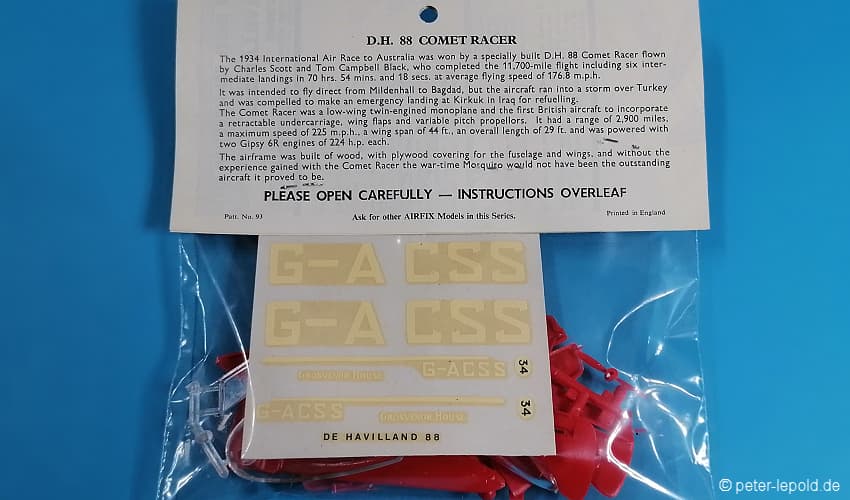 D.H. 88 COMET RACER
The 1934 International Air Race to Australia was won by a specially built D.H. 88 Comet Racer flown
by Charles Scott and Tom Campbell Black, who completed the 11,700-mile flight including six inter-
mediate landings in 70 hrs. 54 mins. and 18 secs. at average flying speed of 176.8 m.p.h.
It was intended to fly direct from Mildenhall to Bagdad, but the aircraft ran into a storm over Turkey
and was compelled to make an emergency landing at Kirkuk in Iraq for refuelling.
The Comet Racer was a low-wing twin-engined monoplane and the first British aircraft to incorporate
a retractable undercarriage, wing flaps and variable pitch propellors. It had a range of 2,900 miles,
a maximum speed of 225 m.p.h., a wing span of 44 ft., an overall length of 29 ft. and was powered with
two Gipsy 6R engines of 224 h.p. each.
The airframe was built of wood, with plywood covering for the fuselage and wings, and without the
experience gained with the Comet Racer the war-time Mosquito would not have been the outstanding
aircraft it proved to be.
PLEASE OPEN CAREFULLY — INSTRUCTIONS OVERLEAF
Patt. No. 93 Ask for other AIRFIX Models in this Series. Printed in England
G-A CSS
G-A CSS
GROSVENOR HOUSE G-ACSS 34
G-ACSS GROSVENOR HOUSE 34
DE HAVILLAND 88
© peter-lepold.de